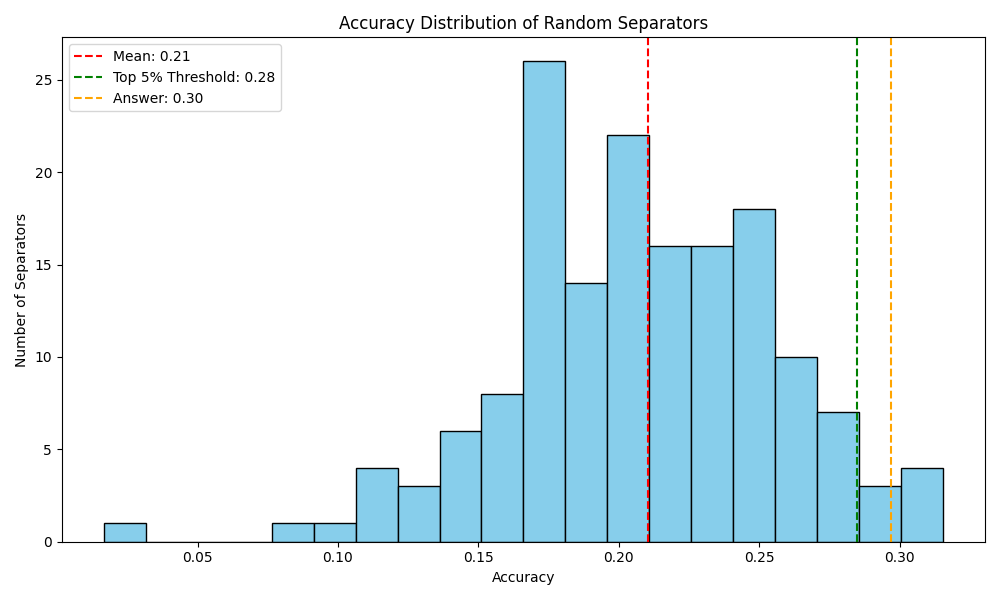 Accuracy Distribution of Random Separators
Mean: 0.21
Top 5% Threshold: 0.28
Answer: 0.30
Number of Separators
25
20
15
10
5
0
0.05 0.10 0.15 0.20 0.25 0.30
Accuracy